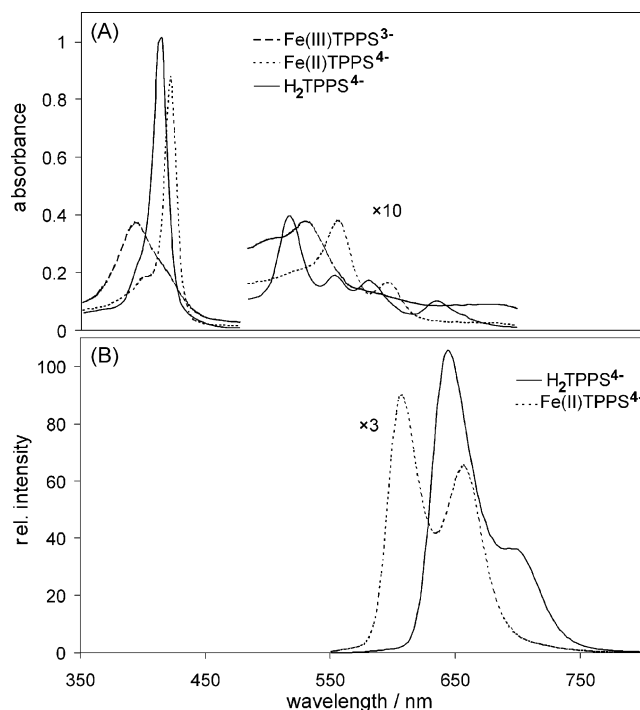 (A)
Fe(III)TPPS3-
Fe(II)TPPS4-
H2TPPS4-
×10
absorbance
1
0.8
0.6
0.4
0.2
0
(B)
H2TPPS4-
Fe(II)TPPS4-
×3
rel. intensity
100
80
60
40
20
0
350
450
550
650
750
wavelength / nm